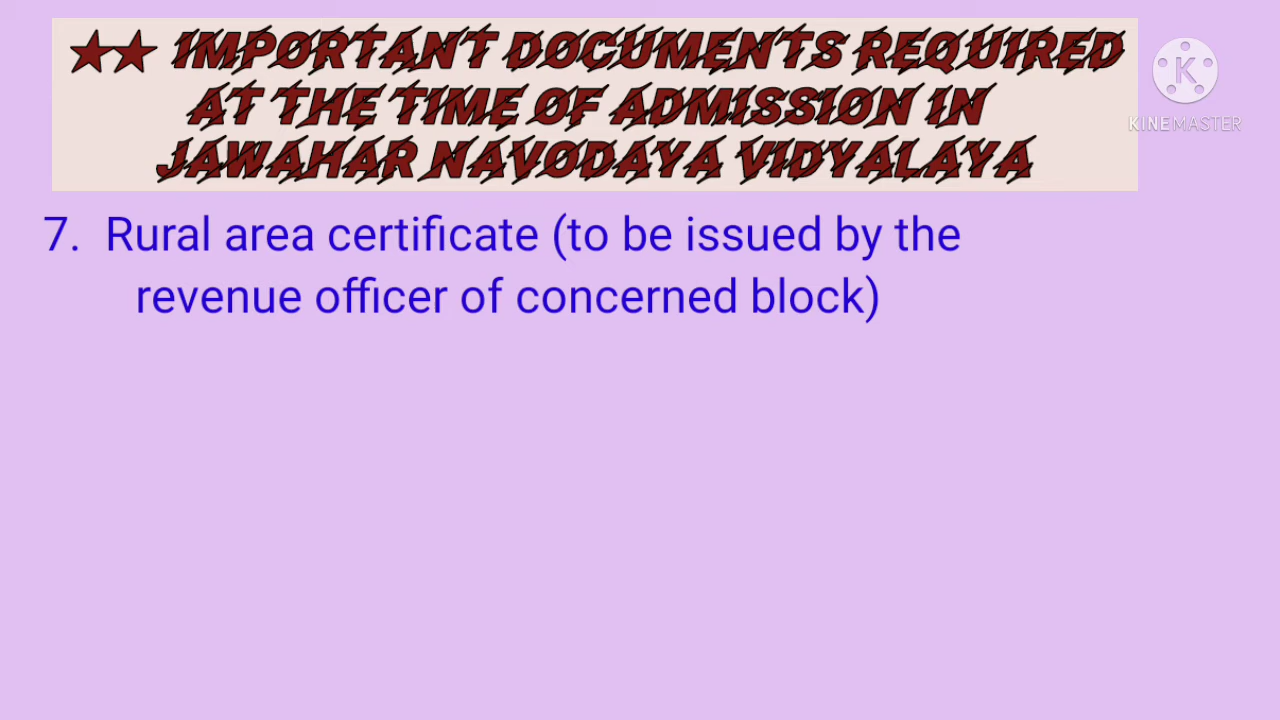 ★★ IMPORTANT DOCUMENTS REQUIRED
AT THE TIME OF ADMISSION IN
JAWAHAR NAVODAYA VIDYALAYA
K
KINEMASTER
7. Rural area certificate (to be issued by the
revenue officer of concerned block)